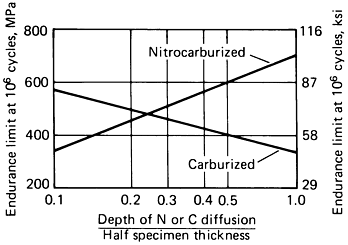 Endurance limit at 10⁶ cycles, MPa
800
600
400
200
Nitrocarburized
Carburized
116
87
58
29
Endurance limit at 10⁶ cycles, ksi
0.1
0.2
0.3
0.4
0.5
1.0
Depth of N or C diffusion
Half specimen thickness